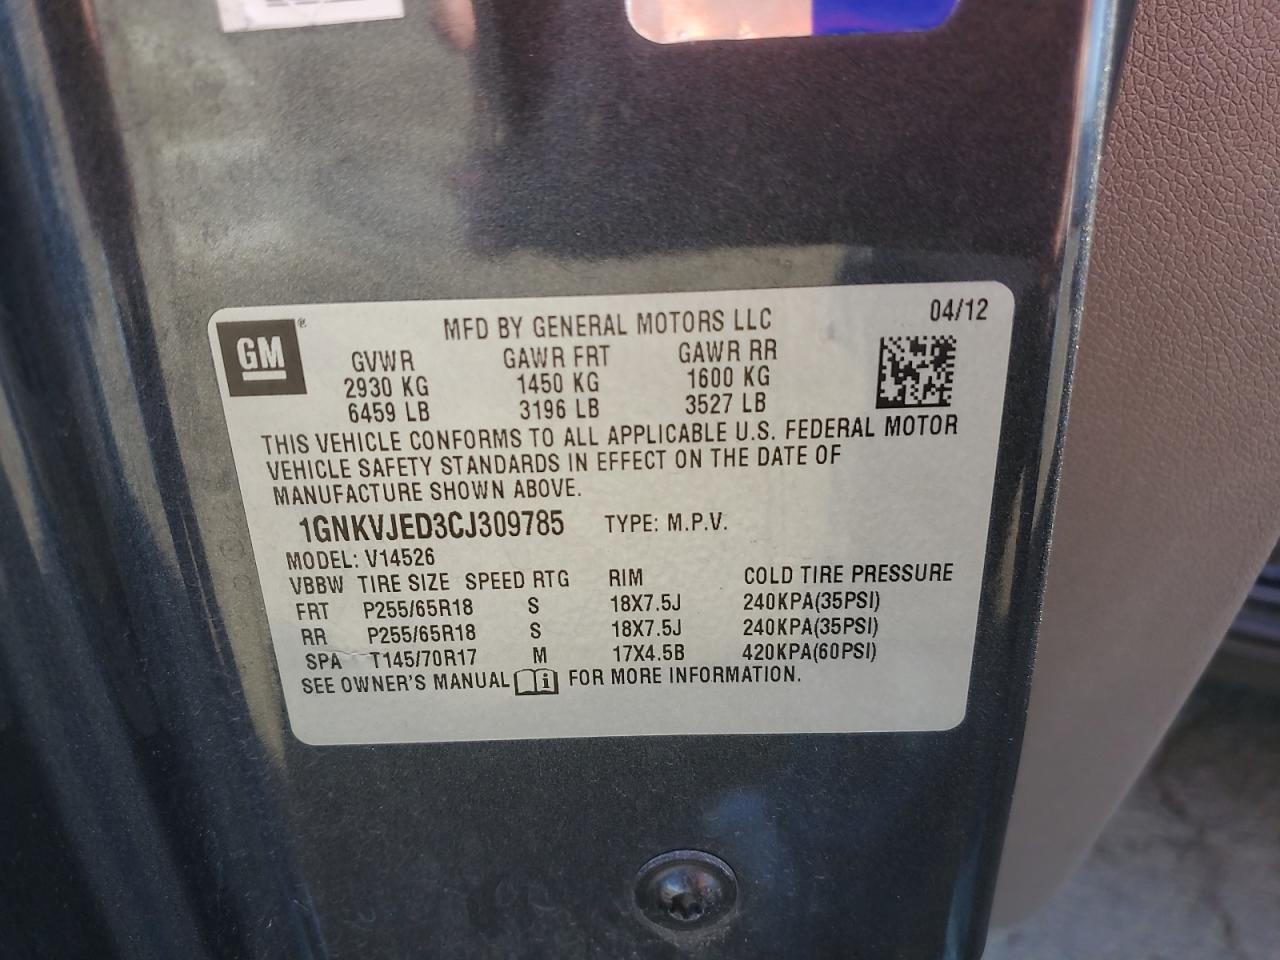 GM ®
MFD BY GENERAL MOTORS LLC 04/12
GVWR GAWR FRT GAWR RR
2930 KG 1450 KG 1600 KG
6459 LB 3196 LB 3527 LB
THIS VEHICLE CONFORMS TO ALL APPLICABLE U.S. FEDERAL MOTOR
VEHICLE SAFETY STANDARDS IN EFFECT ON THE DATE OF
MANUFACTURE SHOWN ABOVE.
1GNKVJED3CJ309785 TYPE: M.P.V.
MODEL: V14526
VBBW TIRE SIZE SPEED RTG RIM COLD TIRE PRESSURE
FRT P255/65R18 S 18X7.5J 240KPA(35PSI)
RR P255/65R18 S 18X7.5J 240KPA(35PSI)
SPA T145/70R17 M 17X4.5B 420KPA(60PSI)
SEE OWNER'S MANUAL i FOR MORE INFORMATION.